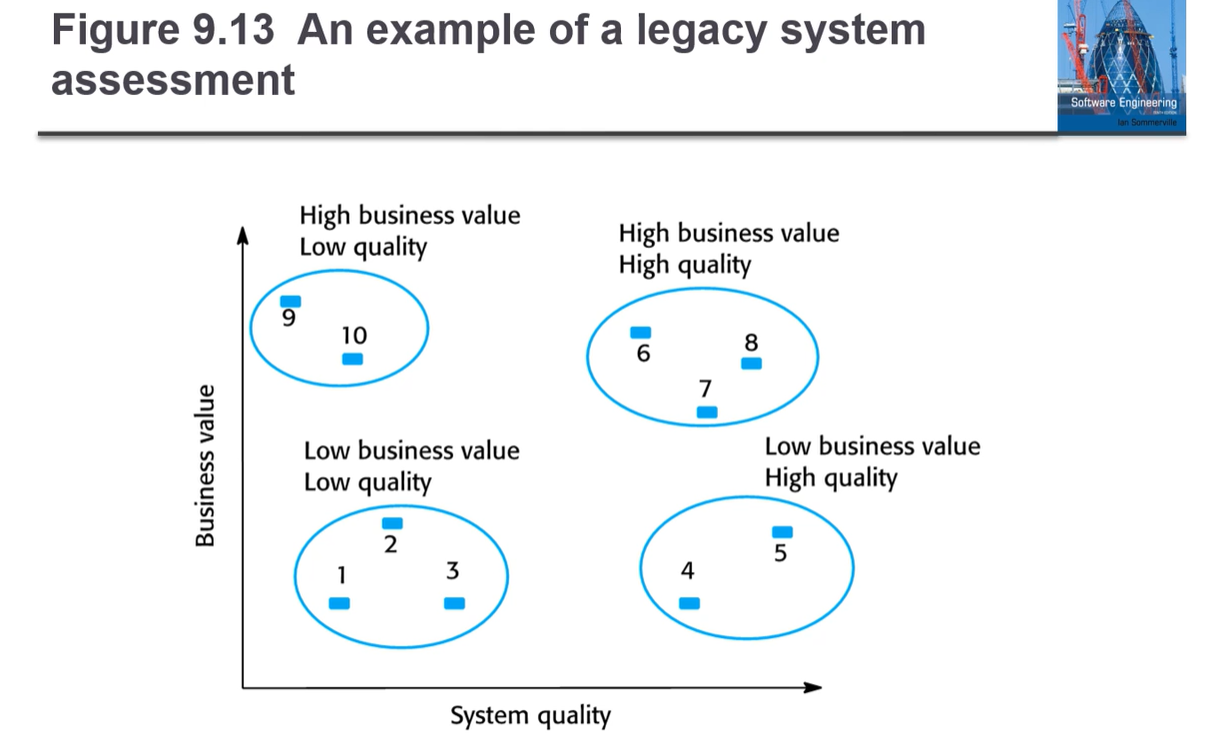 Figure 9.13 An example of a legacy system
assessment
Software Engineering
Ian Sommerville
High business value
Low quality
High business value
High quality
9
10
6
8
7
Business value
Low business value
Low quality
Low business value
High quality
2
1
3
5
4
System quality